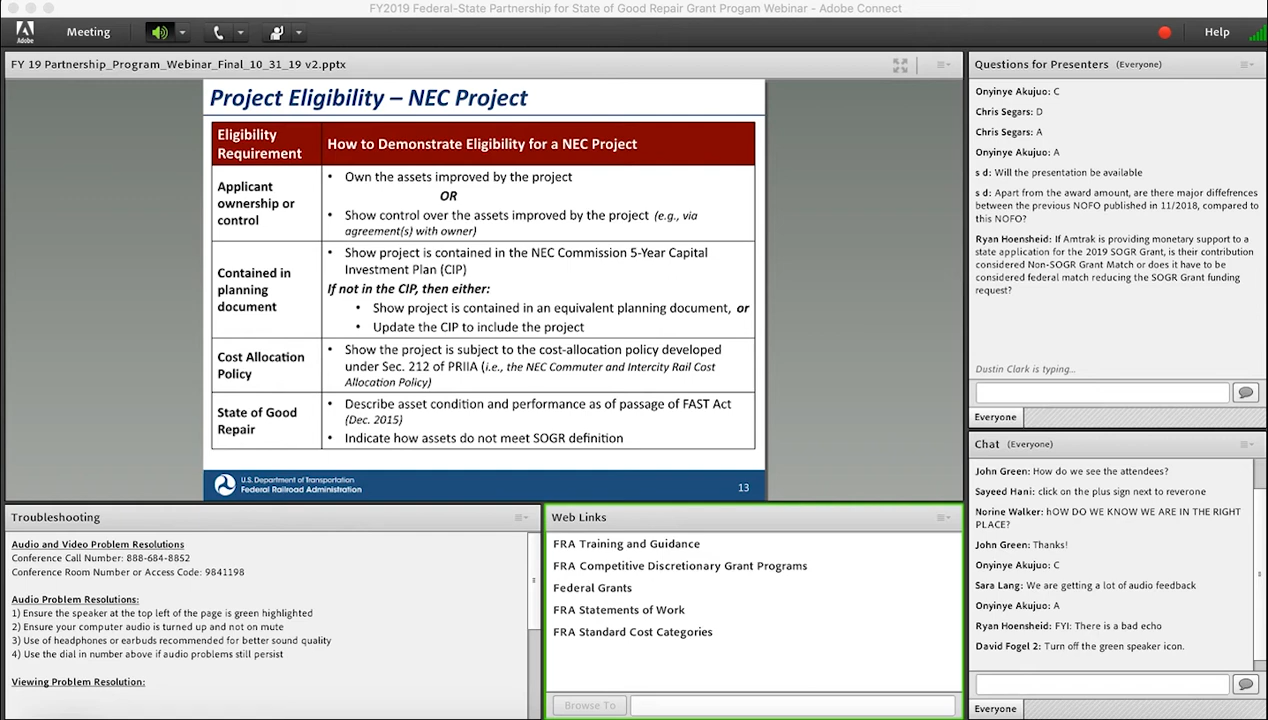 FY2019 Federal-State Partnership for State of Good Repair Grant Progam Webinar - Adobe Connect
Adobe
Meeting
Help
FY 19 Partnership_Program_Webinar_Final_10_31_19 v2.pptx
Project Eligibility – NEC Project
Eligibility
Requirement
How to Demonstrate Eligibility for a NEC Project
Applicant
ownership or
control
• Own the assets improved by the project
OR
• Show control over the assets improved by the project (e.g., via
agreement(s) with owner)
Contained in
planning
document
• Show project is contained in the NEC Commission 5-Year Capital
Investment Plan (CIP)
If not in the CIP, then either:
• Show project is contained in an equivalent planning document, or
• Update the CIP to include the project
Cost Allocation
Policy
• Show the project is subject to the cost-allocation policy developed
under Sec. 212 of PRIIA (i.e., the NEC Commuter and Intercity Rail Cost
Allocation Policy)
State of Good
Repair
• Describe asset condition and performance as of passage of FAST Act
(Dec. 2015)
• Indicate how assets do not meet SOGR definition
U.S. Department of Transportation
Federal Railroad Administration
13
Questions for Presenters (Everyone)
Onyinye Akujuo: C
Chris Segars: D
Chris Segars: A
Onyinye Akujuo: A
s d: Will the presentation be available
s d: Apart from the award amount, are there major diffefrences
between the previous NOFO published in 11/2018, compared to
this NOFO?
Ryan Hoensheid: If Amtrak is providing monetary support to a
state application for the 2019 SOGR Grant, is their contribution
considered Non-SOGR Grant Match or does it have to be
considered federal match reducing the SOGR Grant funding
request?
Dustin Clark is typing...
Everyone
Chat (Everyone)
John Green: How do we see the attendees?
Sayeed Hani: click on the plus sign next to reverone
Norine Walker: hOW DO WE KNOW WE ARE IN THE RIGHT
PLACE?
John Green: Thanks!
Onyinye Akujuo: C
Sara Lang: We are getting a lot of audio feedback
Onyinye Akujuo: A
Ryan Hoensheid: FYI: There is a bad echo
David Fogel 2: Turn off the green speaker icon.
Everyone
Troubleshooting
Audio and Video Problem Resolutions
Conference Call Number: 888-684-8852
Conference Room Number or Access Code: 9841198
Audio Problem Resolutions:
1) Ensure the speaker at the top left of the page is green highlighted
2) Ensure your computer audio is turned up and not on mute
3) Use of headphones or earbuds recommended for better sound quality
4) Use the dial in number above if audio problems still persist
Viewing Problem Resolution:
Web Links
FRA Training and Guidance
FRA Competitive Discretionary Grant Programs
Federal Grants
FRA Statements of Work
FRA Standard Cost Categories
Browse To